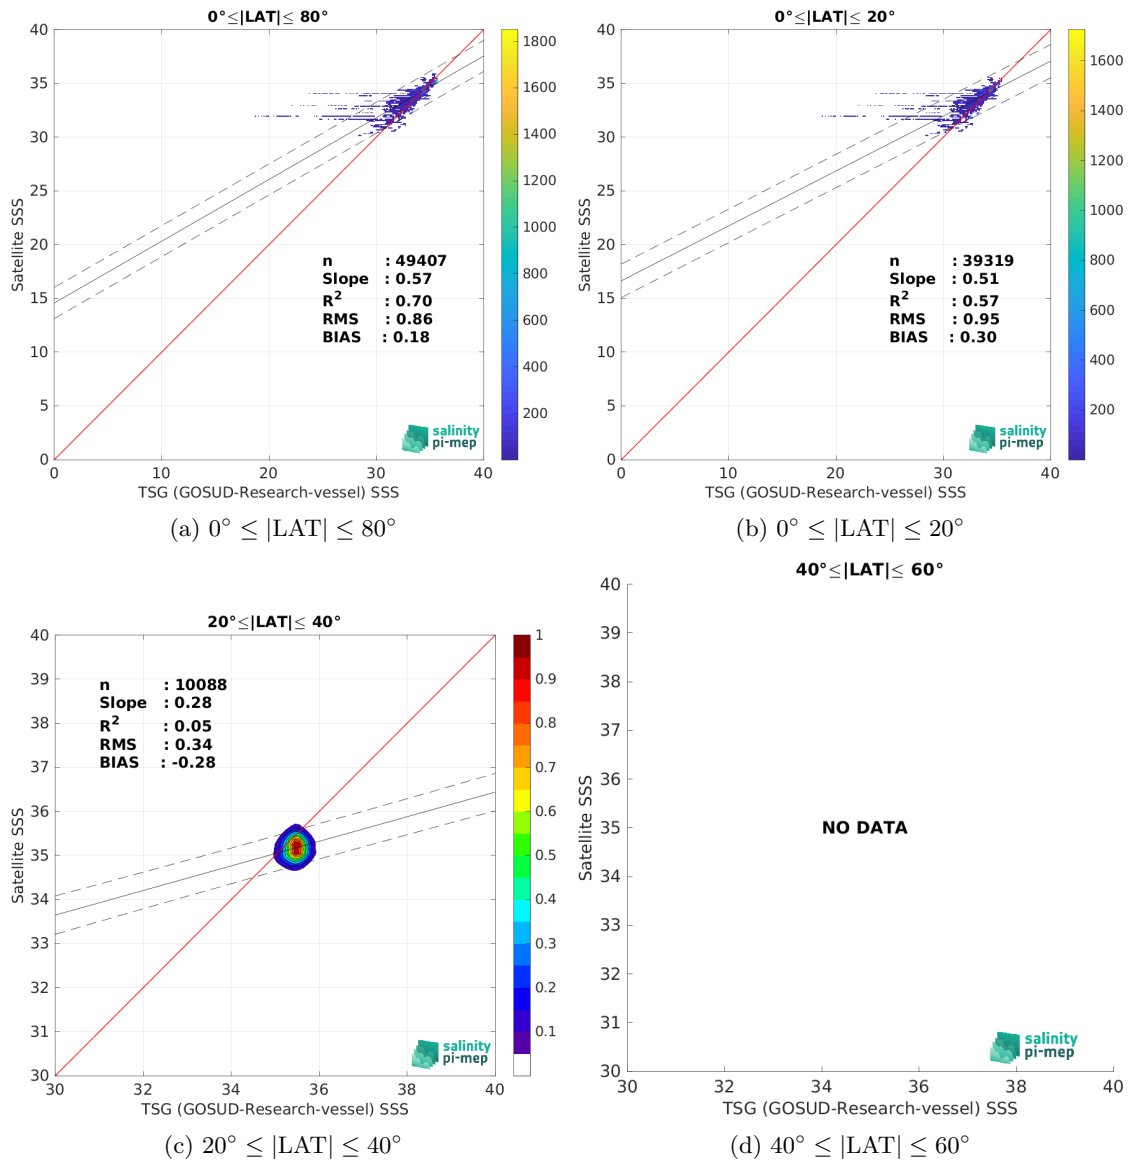 0°≤|LAT|≤ 80°
40
35
30
25
20
15
10
5
0
Satellite SSS
n : 49407
Slope : 0.57
R² : 0.70
RMS : 0.86
BIAS : 0.18
salinity
pi-mep
0 10 20 30 40
TSG (GOSUD-Research-vessel) SSS
1800
1600
1400
1200
1000
800
600
400
200
(a) 0° ≤ |LAT| ≤ 80°
0°≤|LAT|≤ 20°
40
35
30
25
20
15
10
5
0
Satellite SSS
n : 39319
Slope : 0.51
R² : 0.57
RMS : 0.95
BIAS : 0.30
salinity
pi-mep
0 10 20 30 40
TSG (GOSUD-Research-vessel) SSS
1600
1400
1200
1000
800
600
400
200
(b) 0° ≤ |LAT| ≤ 20°
20°≤|LAT|≤ 40°
40
39
38
37
36
35
34
33
32
31
30
Satellite SSS
n : 10088
Slope : 0.28
R² : 0.05
RMS : 0.34
BIAS : -0.28
salinity
pi-mep
30 32 34 36 38 40
TSG (GOSUD-Research-vessel) SSS
1
0.9
0.8
0.7
0.6
0.5
0.4
0.3
0.2
0.1
(c) 20° ≤ |LAT| ≤ 40°
40°≤|LAT|≤ 60°
40
39
38
37
36
35
34
33
32
31
30
Satellite SSS
NO DATA
salinity
pi-mep
30 32 34 36 38 40
TSG (GOSUD-Research-vessel) SSS
(d) 40° ≤ |LAT| ≤ 60°